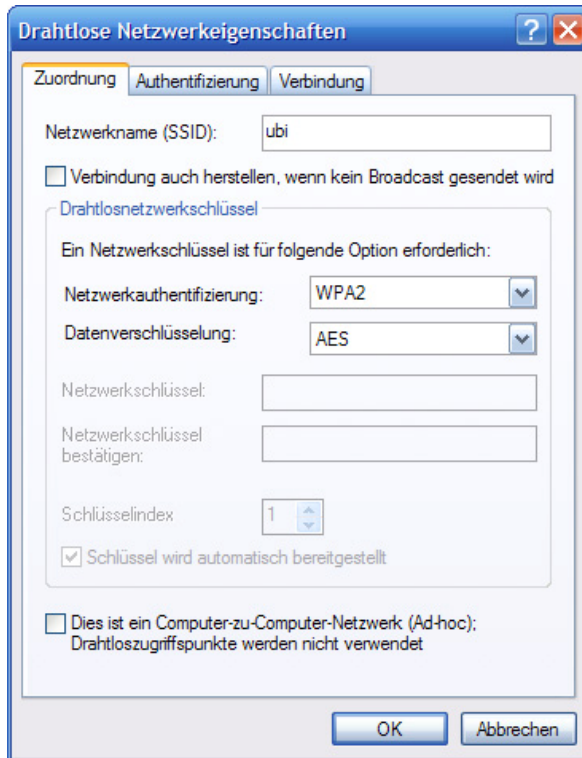 Drahtlose Netzwerkeigenschaften
Zuordnung Authentifizierung Verbindung
Netzwerkname (SSID): ubi
Verbindung auch herstellen, wenn kein Broadcast gesendet wird
Drahtlosnetzwerkschlüssel
Ein Netzwerkschlüssel ist für folgende Option erforderlich:
Netzwerkauthentifizierung: WPA2
Datenverschlüsselung: AES
Netzwerkschlüssel:
Netzwerkschlüssel
bestätigen:
Schlüsselindex 1
Schlüssel wird automatisch bereitgestellt
Dies ist ein Computer-zu-Computer-Netzwerk (Ad-hoc);
Drahtloszugriffspunkte werden nicht verwendet
OK Abbrechen